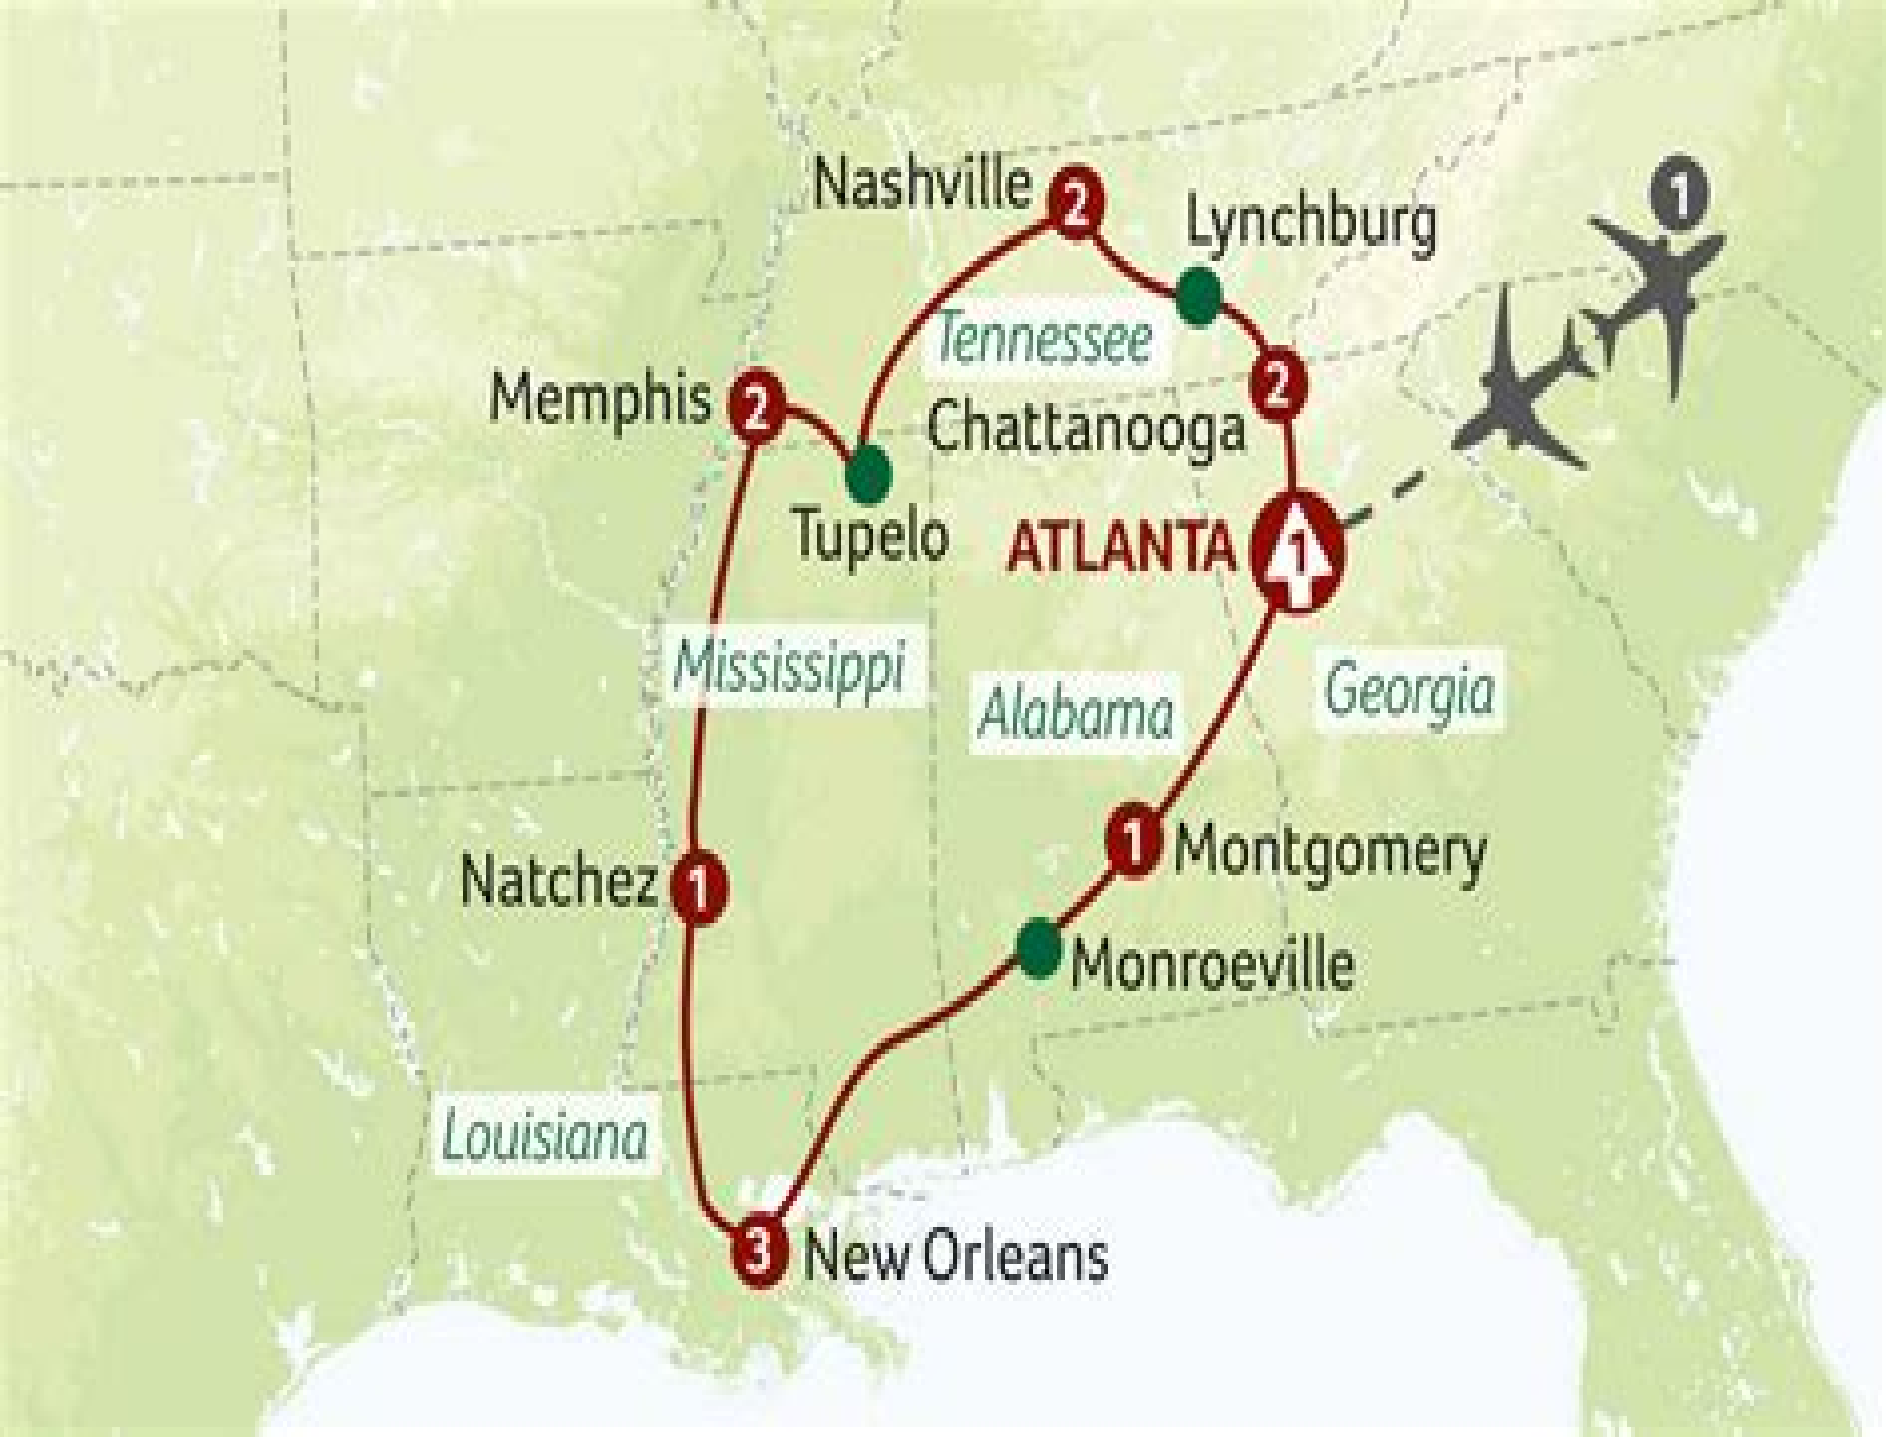 1
Nashville 2
Lynchburg
Tennessee
Memphis 2
2
Chattanooga
Tupelo
ATLANTA 1
Mississippi
Alabama
Georgia
1 Montgomery
Natchez 1
Monroeville
Louisiana
3 New Orleans